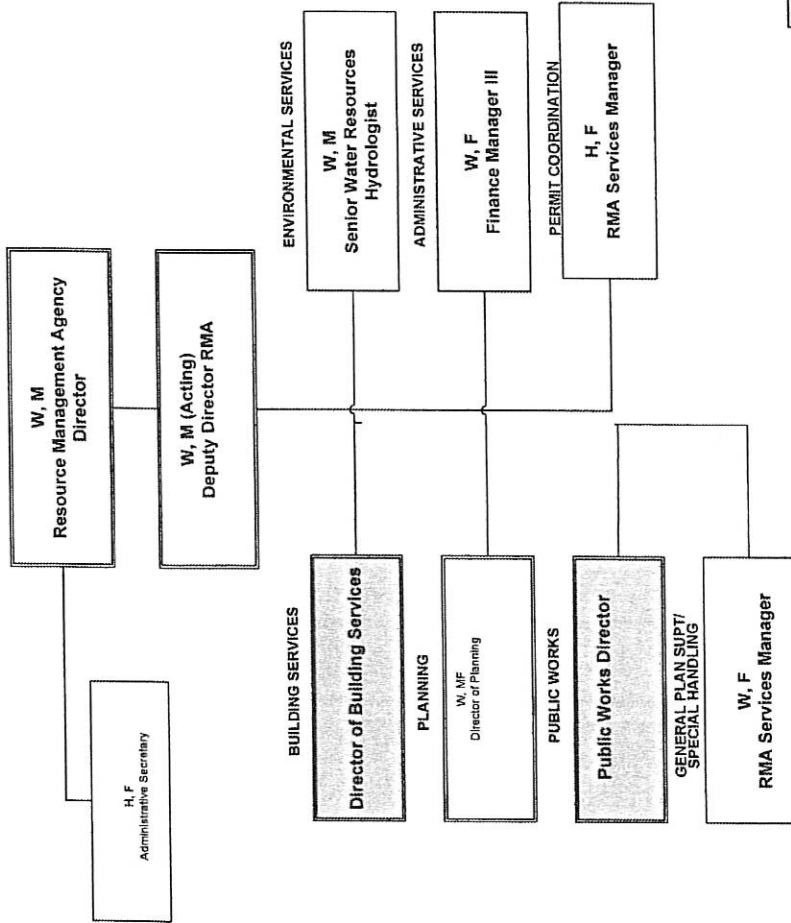 W, M
Resource Management Agency
Director
H, F
Administrative Secretary
W, M (Acting)
Deputy Director RMA
BUILDING SERVICES
Director of Building Services
ENVIRONMENTAL SERVICES
W, M
Senior Water Resources
Hydrologist
PLANNING
W, MF
Director of Planning
ADMINISTRATIVE SERVICES
W, F
Finance Manager III
PUBLIC WORKS
Public Works Director
PERMIT COORDINATION
H, F
RMA Services Manager
GENERAL PLAN SUPT/
SPECIAL HANDLING
W, F
RMA Services Manager